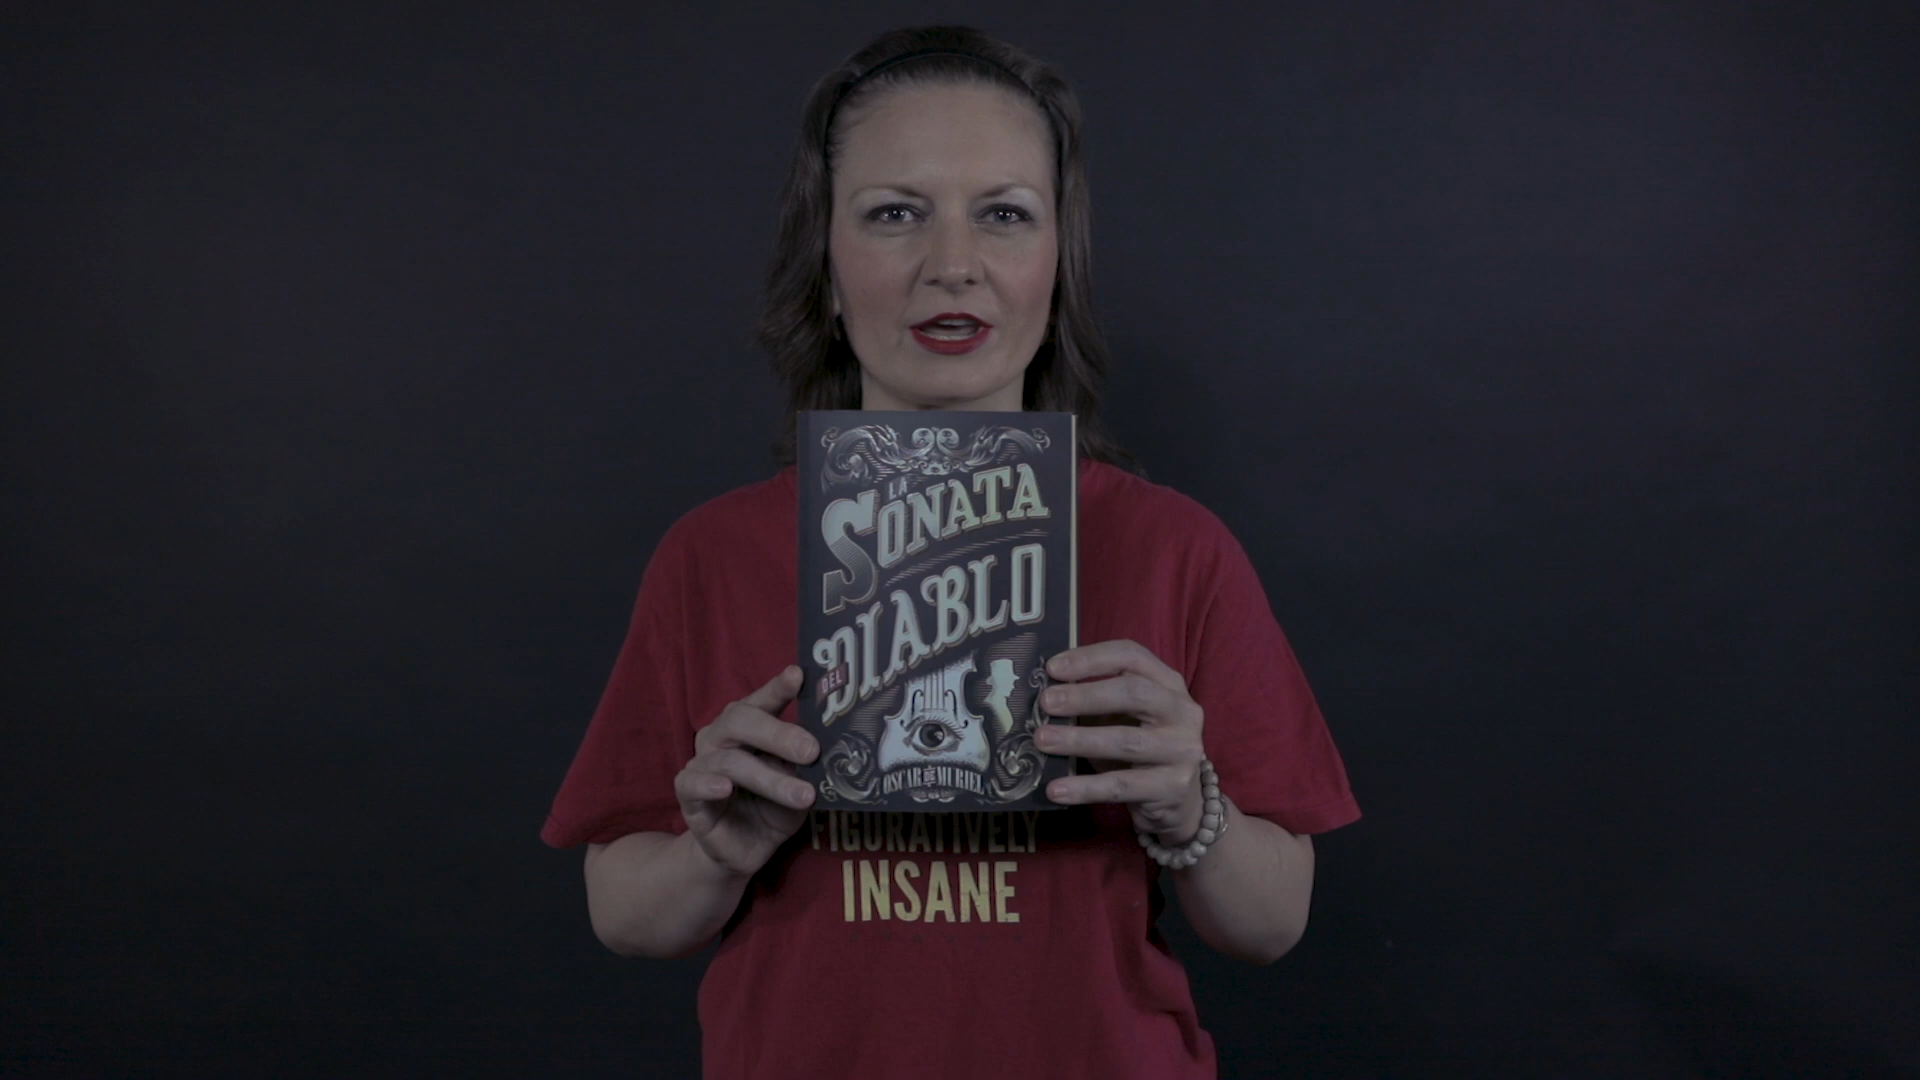 LA
SONATA
DEL
DIABLO
OSCAR DE MURIEL
FIGURATIVELY
INSANE